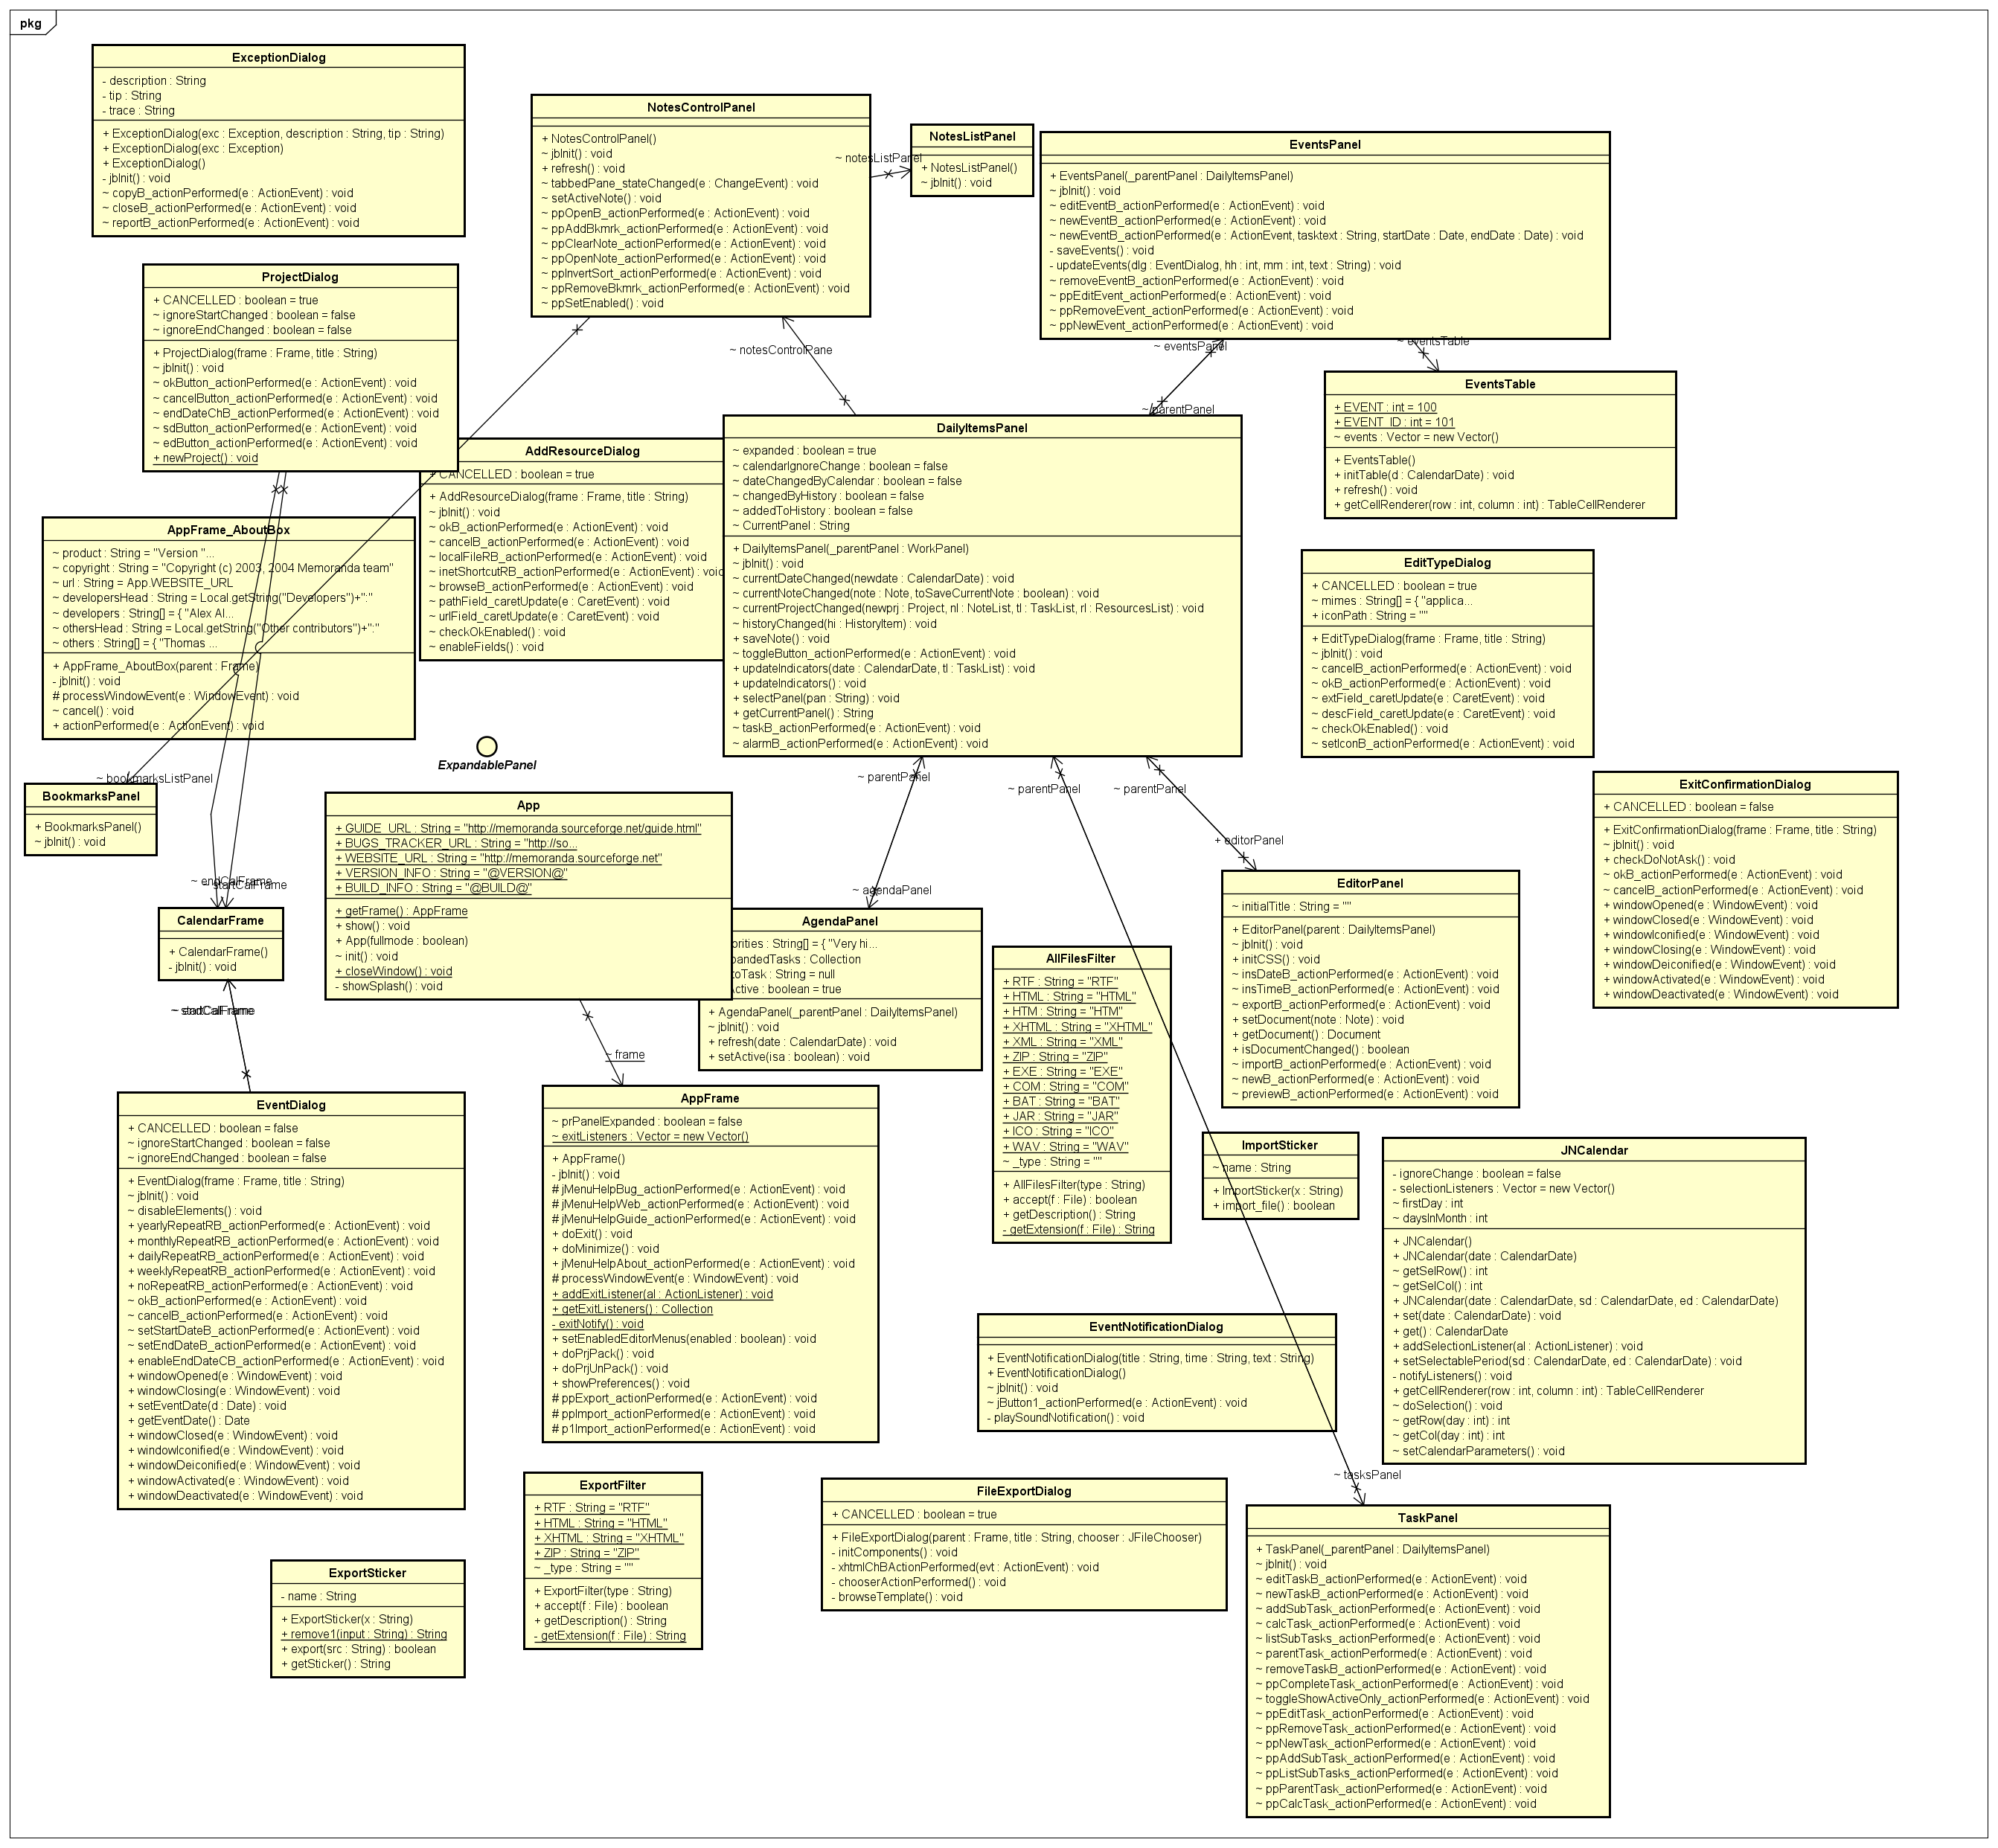 pkg
ExceptionDialog
- description : String
- tip : String
- trace : String
+ ExceptionDialog(exc : Exception, description : String, tip : String)
+ ExceptionDialog(exc : Exception)
+ ExceptionDialog()
- jbInit() : void
~ copyB_actionPerformed(e : ActionEvent) : void
~ closeB_actionPerformed(e : ActionEvent) : void
~ reportB_actionPerformed(e : ActionEvent) : void
NotesControlPanel
+ NotesControlPanel()
~ jbInit() : void
+ refresh() : void
~ tabbedPane_stateChanged(e : ChangeEvent) : void
~ setActiveNote() : void
~ ppOpenB_actionPerformed(e : ActionEvent) : void
~ ppAddBkmrk_actionPerformed(e : ActionEvent) : void
~ ppClearNote_actionPerformed(e : ActionEvent) : void
~ ppOpenNote_actionPerformed(e : ActionEvent) : void
~ ppInvertSort_actionPerformed(e : ActionEvent) : void
~ ppRemoveBkmrk_actionPerformed(e : ActionEvent) : void
~ ppSetEnabled() : void
~ notesListPanel
NotesListPanel
+ NotesListPanel()
~ jbInit() : void
EventsPanel
+ EventsPanel(_parentPanel : DailyItemsPanel)
~ jbInit() : void
~ editEventB_actionPerformed(e : ActionEvent) : void
~ newEventB_actionPerformed(e : ActionEvent) : void
~ newEventB_actionPerformed(e : ActionEvent, tasktext : String, startDate : Date, endDate : Date) : void
- saveEvents() : void
- updateEvents(dlg : EventDialog, hh : int, mm : int, text : String) : void
~ removeEventB_actionPerformed(e : ActionEvent) : void
~ ppEditEvent_actionPerformed(e : ActionEvent) : void
~ ppRemoveEvent_actionPerformed(e : ActionEvent) : void
~ ppNewEvent_actionPerformed(e : ActionEvent) : void
ProjectDialog
+ CANCELLED : boolean = true
~ ignoreStartChanged : boolean = false
~ ignoreEndChanged : boolean = false
+ ProjectDialog(frame : Frame, title : String)
~ jbInit() : void
~ okButton_actionPerformed(e : ActionEvent) : void
~ cancelButton_actionPerformed(e : ActionEvent) : void
~ endDateChB_actionPerformed(e : ActionEvent) : void
~ sdButton_actionPerformed(e : ActionEvent) : void
~ edButton_actionPerformed(e : ActionEvent) : void
+ newProject() : void
~ notesControlPane
~ eventsPanel
~ eventsTable
~ parentPanel
EventsTable
+ EVENT : int = 100
+ EVENT_ID : int = 101
~ events : Vector = new Vector()
+ EventsTable()
+ initTable(d : CalendarDate) : void
+ refresh() : void
+ getCellRenderer(row : int, column : int) : TableCellRenderer
AddResourceDialog
+ CANCELLED : boolean = true
+ AddResourceDialog(frame : Frame, title : String)
~ jbInit() : void
~ okB_actionPerformed(e : ActionEvent) : void
~ cancelB_actionPerformed(e : ActionEvent) : void
~ localFileRB_actionPerformed(e : ActionEvent) : void
~ inetShortcutRB_actionPerformed(e : ActionEvent) : void
~ browseB_actionPerformed(e : ActionEvent) : void
~ pathField_caretUpdate(e : CaretEvent) : void
~ urlField_caretUpdate(e : CaretEvent) : void
~ checkOkEnabled() : void
~ enableFields() : void
DailyItemsPanel
~ expanded : boolean = true
~ calendarIgnoreChange : boolean = false
~ dateChangedByCalendar : boolean = false
~ changedByHistory : boolean = false
~ addedToHistory : boolean = false
~ CurrentPanel : String
+ DailyItemsPanel(_parentPanel : WorkPanel)
~ jbInit() : void
~ currentDateChanged(newdate : CalendarDate) : void
~ currentNoteChanged(note : Note, toSaveCurrentNote : boolean) : void
~ currentProjectChanged(newprj : Project, nl : NoteList, tl : TaskList, rl : ResourcesList) : void
~ historyChanged(hi : HistoryItem) : void
+ saveNote() : void
~ toggleButton_actionPerformed(e : ActionEvent) : void
+ updateIndicators(date : CalendarDate, tl : TaskList) : void
+ updateIndicators() : void
+ selectPanel(pan : String) : void
+ getCurrentPanel() : String
~ taskB_actionPerformed(e : ActionEvent) : void
~ alarmB_actionPerformed(e : ActionEvent) : void
AppFrame_AboutBox
~ product : String = "Version "...
~ copyright : String = "Copyright (c) 2003, 2004 Memoranda team"
~ url : String = App.WEBSITE_URL
~ developersHead : String = Local.getString("Developers")+":"
~ developers : String[] = { "Alex Al...
~ othersHead : String = Local.getString("Other contributors")+":"
~ others : String[] = { "Thomas ...
+ AppFrame_AboutBox(parent : Frame)
- jbInit() : void
# processWindowEvent(e : WindowEvent) : void
~ cancel() : void
+ actionPerformed(e : ActionEvent) : void
EditTypeDialog
+ CANCELLED : boolean = true
~ mimes : String[] = { "applica...
+ iconPath : String = ""
+ EditTypeDialog(frame : Frame, title : String)
~ jbInit() : void
~ cancelB_actionPerformed(e : ActionEvent) : void
~ okB_actionPerformed(e : ActionEvent) : void
~ extField_caretUpdate(e : CaretEvent) : void
~ descField_caretUpdate(e : CaretEvent) : void
~ checkOkEnabled() : void
~ setIconB_actionPerformed(e : ActionEvent) : void
ExpandablePanel
~ bookmarksListPanel
BookmarksPanel
+ BookmarksPanel()
~ jbInit() : void
~ parentPanel
~ parentPanel
~ parentPanel
ExitConfirmationDialog
+ CANCELLED : boolean = false
+ ExitConfirmationDialog(frame : Frame, title : String)
~ jbInit() : void
+ checkDoNotAsk() : void
~ okB_actionPerformed(e : ActionEvent) : void
~ cancelB_actionPerformed(e : ActionEvent) : void
+ windowOpened(e : WindowEvent) : void
+ windowClosed(e : WindowEvent) : void
+ windowIconified(e : WindowEvent) : void
+ windowClosing(e : WindowEvent) : void
+ windowDeiconified(e : WindowEvent) : void
+ windowActivated(e : WindowEvent) : void
+ windowDeactivated(e : WindowEvent) : void
App
+ GUIDE_URL : String = "http://memoranda.sourceforge.net/guide.html"
+ BUGS_TRACKER_URL : String = "http://so...
+ WEBSITE_URL : String = "http://memoranda.sourceforge.net"
+ VERSION_INFO : String = "@VERSION@"
+ BUILD_INFO : String = "@BUILD@"
+ getFrame() : AppFrame
+ show() : void
+ App(fullmode : boolean)
~ init() : void
+ closeWindow() : void
- showSplash() : void
~ endCalFrame
~ startCalFrame
CalendarFrame
+ CalendarFrame()
- jbInit() : void
~ startCalFrame
+ editorPanel
~ agendaPanel
AgendaPanel
orities : String[] = { "Very hi...
pandedTasks : Collection
toTask : String = null
Active : boolean = true
+ AgendaPanel(_parentPanel : DailyItemsPanel)
~ jbInit() : void
+ refresh(date : CalendarDate) : void
+ setActive(isa : boolean) : void
EditorPanel
~ initialTitle : String = ""
+ EditorPanel(parent : DailyItemsPanel)
~ jbInit() : void
+ initCSS() : void
~ insDateB_actionPerformed(e : ActionEvent) : void
~ insTimeB_actionPerformed(e : ActionEvent) : void
~ exportB_actionPerformed(e : ActionEvent) : void
+ setDocument(note : Note) : void
+ getDocument() : Document
+ isDocumentChanged() : boolean
~ importB_actionPerformed(e : ActionEvent) : void
~ newB_actionPerformed(e : ActionEvent) : void
~ previewB_actionPerformed(e : ActionEvent) : void
AllFilesFilter
+ RTF : String = "RTF"
+ HTML : String = "HTML"
+ HTM : String = "HTM"
+ XHTML : String = "XHTML"
+ XML : String = "XML"
+ ZIP : String = "ZIP"
+ EXE : String = "EXE"
+ COM : String = "COM"
+ BAT : String = "BAT"
+ JAR : String = "JAR"
+ ICO : String = "ICO"
+ WAV : String = "WAV"
~ _type : String = ""
+ AllFilesFilter(type : String)
+ accept(f : File) : boolean
+ getDescription() : String
- getExtension(f : File) : String
~ frame
EventDialog
+ CANCELLED : boolean = false
~ ignoreStartChanged : boolean = false
~ ignoreEndChanged : boolean = false
+ EventDialog(frame : Frame, title : String)
~ jbInit() : void
~ disableElements() : void
+ yearlyRepeatRB_actionPerformed(e : ActionEvent) : void
+ monthlyRepeatRB_actionPerformed(e : ActionEvent) : void
+ dailyRepeatRB_actionPerformed(e : ActionEvent) : void
+ weeklyRepeatRB_actionPerformed(e : ActionEvent) : void
+ noRepeatRB_actionPerformed(e : ActionEvent) : void
~ okB_actionPerformed(e : ActionEvent) : void
~ cancelB_actionPerformed(e : ActionEvent) : void
~ setStartDateB_actionPerformed(e : ActionEvent) : void
~ setEndDateB_actionPerformed(e : ActionEvent) : void
+ enableEndDateCB_actionPerformed(e : ActionEvent) : void
+ windowOpened(e : WindowEvent) : void
+ windowClosing(e : WindowEvent) : void
+ setEventDate(d : Date) : void
+ getEventDate() : Date
+ windowClosed(e : WindowEvent) : void
+ windowIconified(e : WindowEvent) : void
+ windowDeiconified(e : WindowEvent) : void
+ windowActivated(e : WindowEvent) : void
+ windowDeactivated(e : WindowEvent) : void
AppFrame
~ prPanelExpanded : boolean = false
~ exitListeners : Vector = new Vector()
+ AppFrame()
- jbInit() : void
# jMenuHelpBug_actionPerformed(e : ActionEvent) : void
# jMenuHelpWeb_actionPerformed(e : ActionEvent) : void
# jMenuHelpGuide_actionPerformed(e : ActionEvent) : void
+ doExit() : void
+ doMinimize() : void
+ jMenuHelpAbout_actionPerformed(e : ActionEvent) : void
# processWindowEvent(e : WindowEvent) : void
+ addExitListener(al : ActionListener) : void
+ getExitListeners() : Collection
- exitNotify() : void
+ setEnabledEditorMenus(enabled : boolean) : void
+ doPrjPack() : void
+ doPrjUnPack() : void
+ showPreferences() : void
# ppExport_actionPerformed(e : ActionEvent) : void
# ppImport_actionPerformed(e : ActionEvent) : void
# p1Import_actionPerformed(e : ActionEvent) : void
ImportSticker
~ name : String
+ ImportSticker(x : String)
+ import_file() : boolean
JNCalendar
- ignoreChange : boolean = false
- selectionListeners : Vector = new Vector()
~ firstDay : int
~ daysInMonth : int
+ JNCalendar()
+ JNCalendar(date : CalendarDate)
~ getSelRow() : int
~ getSelCol() : int
+ JNCalendar(date : CalendarDate, sd : CalendarDate, ed : CalendarDate)
+ set(date : CalendarDate) : void
+ get() : CalendarDate
+ addSelectionListener(al : ActionListener) : void
+ setSelectablePeriod(sd : CalendarDate, ed : CalendarDate) : void
- notifyListeners() : void
+ getCellRenderer(row : int, column : int) : TableCellRenderer
~ doSelection() : void
~ getRow(day : int) : int
~ getCol(day : int) : int
~ setCalendarParameters() : void
EventNotificationDialog
+ EventNotificationDialog(title : String, time : String, text : String)
+ EventNotificationDialog()
~ jbInit() : void
~ jButton1_actionPerformed(e : ActionEvent) : void
- playSoundNotification() : void
~ tasksPanel
ExportFilter
+ RTF : String = "RTF"
+ HTML : String = "HTML"
+ XHTML : String = "XHTML"
+ ZIP : String = "ZIP"
~ _type : String = ""
+ ExportFilter(type : String)
+ accept(f : File) : boolean
+ getDescription() : String
- getExtension(f : File) : String
FileExportDialog
+ CANCELLED : boolean = true
+ FileExportDialog(parent : Frame, title : String, chooser : JFileChooser)
- initComponents() : void
- xhtmlChBActionPerformed(evt : ActionEvent) : void
- chooserActionPerformed() : void
- browseTemplate() : void
TaskPanel
+ TaskPanel(_parentPanel : DailyItemsPanel)
~ jbInit() : void
~ editTaskB_actionPerformed(e : ActionEvent) : void
~ newTaskB_actionPerformed(e : ActionEvent) : void
~ addSubTask_actionPerformed(e : ActionEvent) : void
~ calcTask_actionPerformed(e : ActionEvent) : void
~ listSubTasks_actionPerformed(e : ActionEvent) : void
~ parentTask_actionPerformed(e : ActionEvent) : void
~ removeTaskB_actionPerformed(e : ActionEvent) : void
~ ppCompleteTask_actionPerformed(e : ActionEvent) : void
~ toggleShowActiveOnly_actionPerformed(e : ActionEvent) : void
~ ppEditTask_actionPerformed(e : ActionEvent) : void
~ ppRemoveTask_actionPerformed(e : ActionEvent) : void
~ ppNewTask_actionPerformed(e : ActionEvent) : void
~ ppAddSubTask_actionPerformed(e : ActionEvent) : void
~ ppListSubTasks_actionPerformed(e : ActionEvent) : void
~ ppParentTask_actionPerformed(e : ActionEvent) : void
~ ppCalcTask_actionPerformed(e : ActionEvent) : void
ExportSticker
- name : String
+ ExportSticker(x : String)
+ remove1(input : String) : String
+ export(src : String) : boolean
+ getSticker() : String